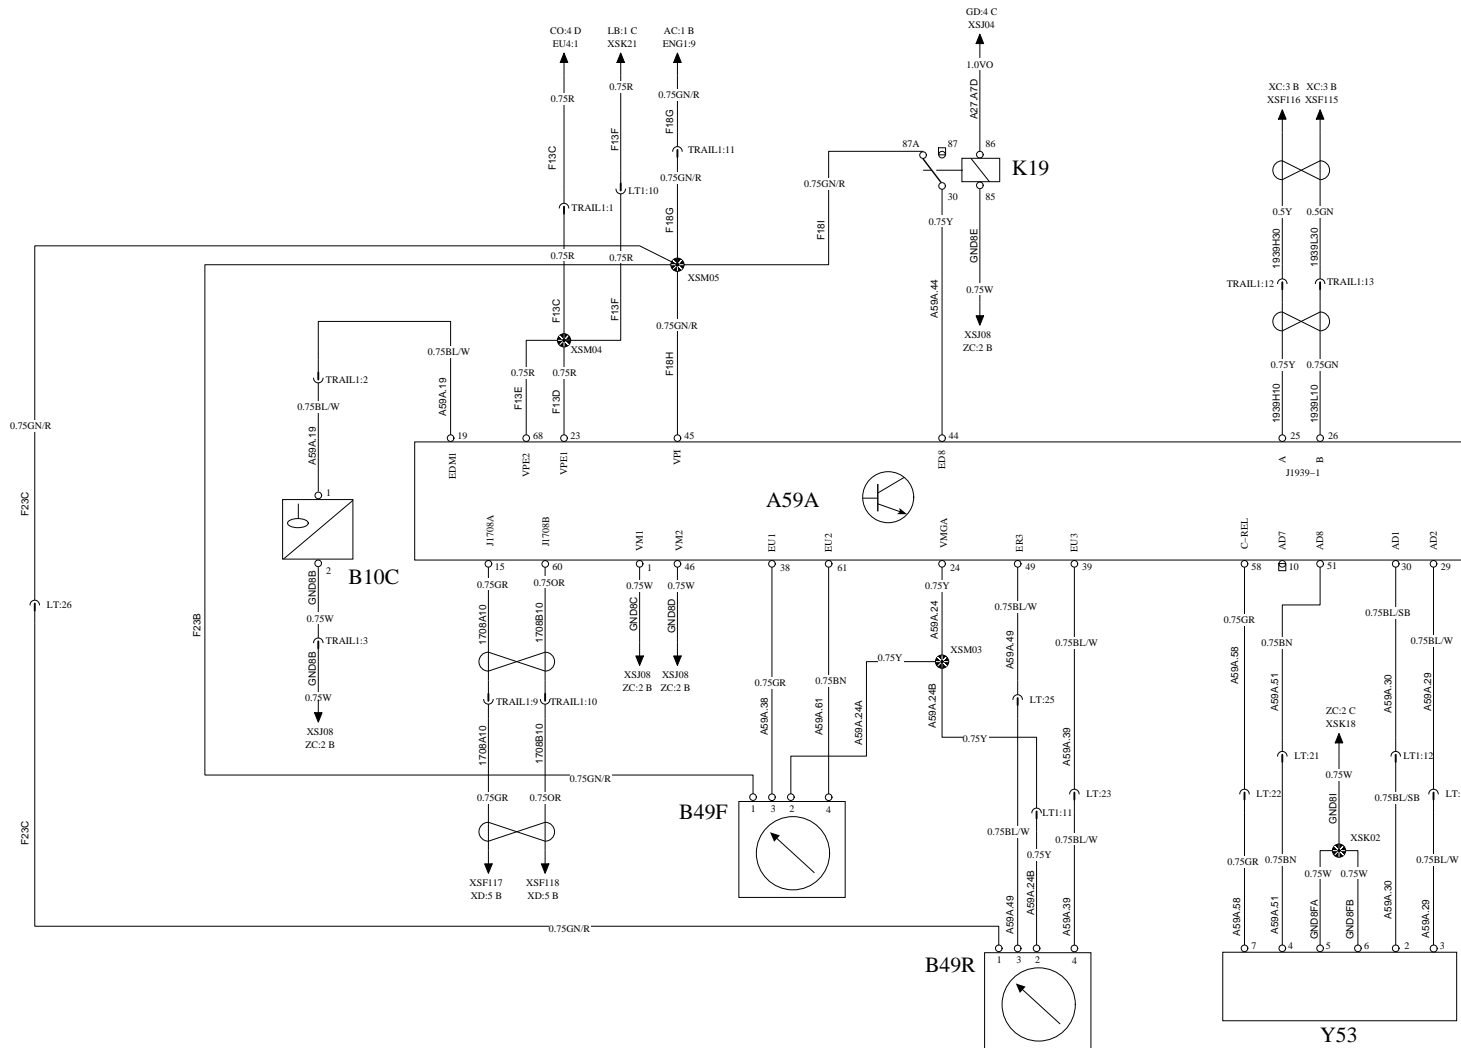 CO:4 D
EU4:1
LB:1 C
XSK21
AC:1 B
ENG1:9
GD:4 C
XSJ04
1.0VO
A27.A7D
XC:3 B
XSF116
XC:3 B
XSF115
0.75R
0.75R
0.75GN/R
F13C
F13F
F18G
TRAIL1:11
87A
87
86
K19
30
85
0.75GN/R
0.75GN/R
LT1:10
TRAIL1:1
F18G
F18I
0.75Y
GND8E
0.5Y
0.5GN
1939H30
1939L30
0.75R
0.75R
XSM05
TRAIL1:12
TRAIL1:13
A59A.44
0.75W
F13C
F13F
0.75GN/R
XSJ08
ZC:2 B
0.75BL/W
XSM04
F18H
0.75Y
0.75GN
TRAIL1:2
0.75R
0.75R
A59A.19
F13E
F13D
1939H10
1939L10
0.75BL/W
0.75GN/R
A59A.19
19
68
23
45
44
25
26
EDM1
VPE2
VPE1
VPI
ED8
A
B
J1939-1
A59A
F23C
1
B10C
2
J1708A
J1708B
VM1
VM2
EU1
EU2
VMGA
ER3
EU3
C-REL
AD7
AD8
AD1
AD2
15
60
1
46
38
61
24
49
39
58
10
51
30
29
GND8B
0.75GR
0.75OR
0.75W
0.75W
0.75Y
LT:26
F23B
0.75W
1708A10
1708B10
GND8C
GND8D
A59A.24
0.75BL/W
0.75BL/SB
0.75GR
TRAIL1:3
GND8B
0.75Y
XSM03
A59A.49
0.75BL/W
0.75BN
0.75BL/W
XSJ08
ZC:2 B
XSJ08
ZC:2 B
0.75GR
0.75BN
A59A.58
A59A.51
A59A.30
A59A.29
0.75W
TRAIL1:9
TRAIL1:10
A59A.38
A59A.61
A59A.24A
A59A.24B
LT:25
ZC:2 C
XSK18
XSJ08
ZC:2 B
1708A10
1708B10
0.75Y
A59A.39
LT:21
LT1:12
0.75GN/R
0.75W
0.75GR
0.75OR
LT:22
GND8I
0.75BL/SB
LT:
LT:23
B49F
1
3
2
4
LT1:11
F23C
0.75BL/W
0.75BL/W
XSK02
0.75Y
0.75GR
0.75BN
0.75W
0.75W
0.75BL/W
XSF117
XD:5 B
XSF118
XD:5 B
A59A.49
A59A.24B
A59A.39
A59A.58
A59A.51
GND8FA
GND8FB
A59A.30
A59A.29
0.75GN/R
1
3
2
4
7
4
5
6
2
3
B49R
Y53